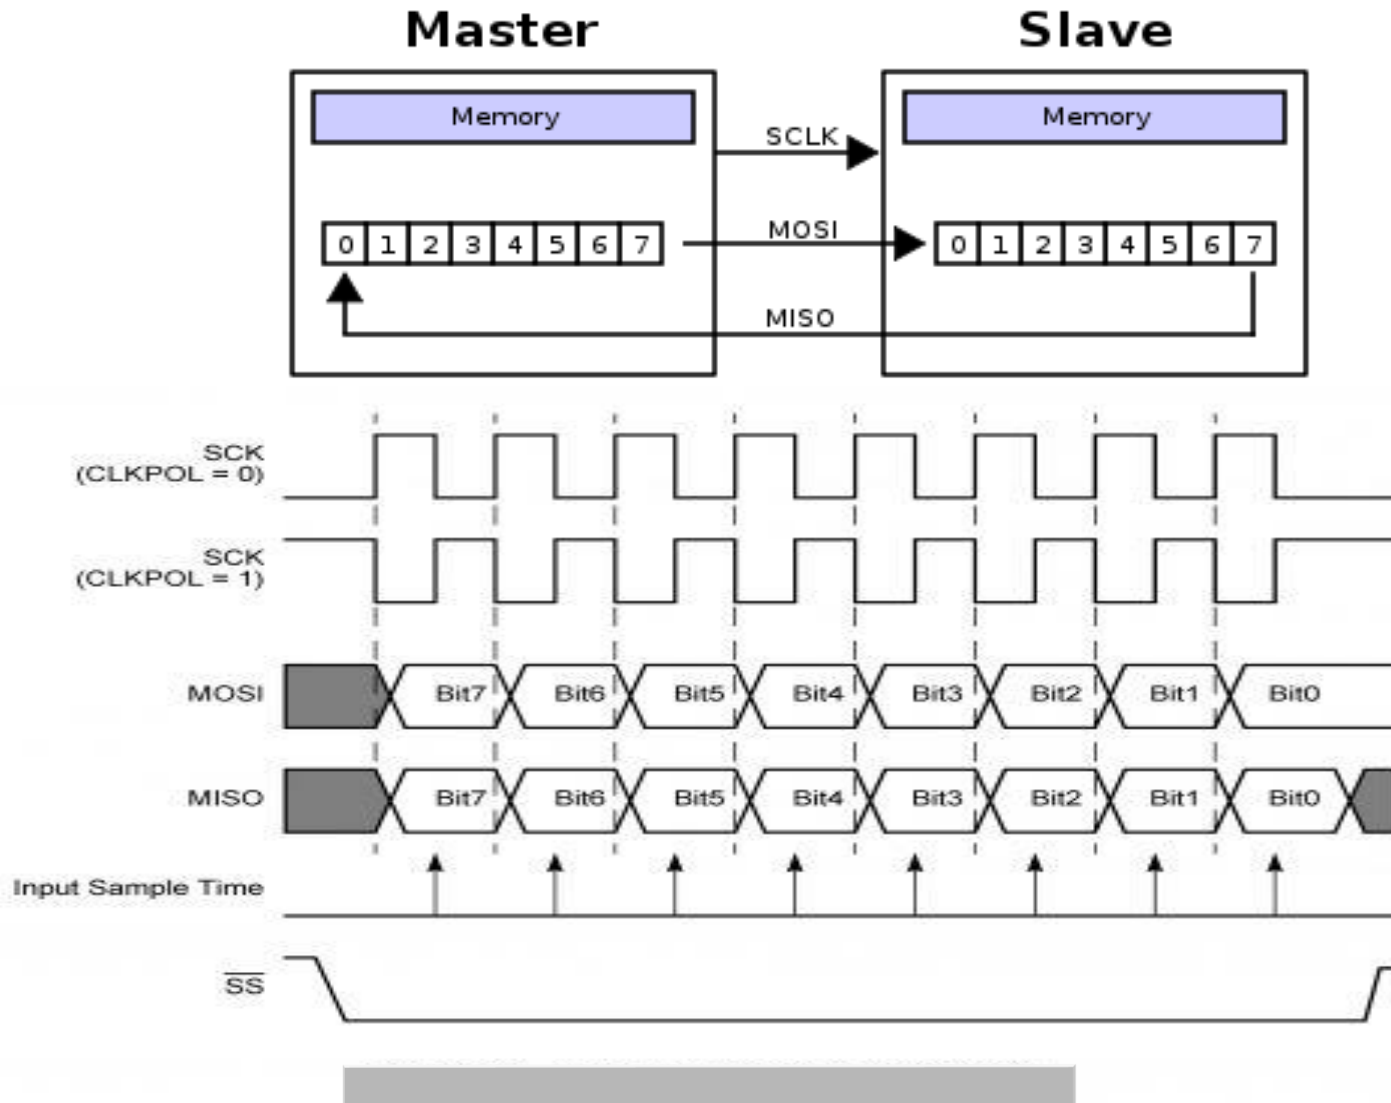 Master Slave
Memory Memory
SCLK
MOSI
0 1 2 3 4 5 6 7 0 1 2 3 4 5 6 7
MISO
SCK
(CLKPOL = 0)
SCK
(CLKPOL = 1)
MOSI Bit7 Bit6 Bit5 Bit4 Bit3 Bit2 Bit1 Bit0
MISO Bit7 Bit6 Bit5 Bit4 Bit3 Bit2 Bit1 Bit0
Input Sample Time
SS